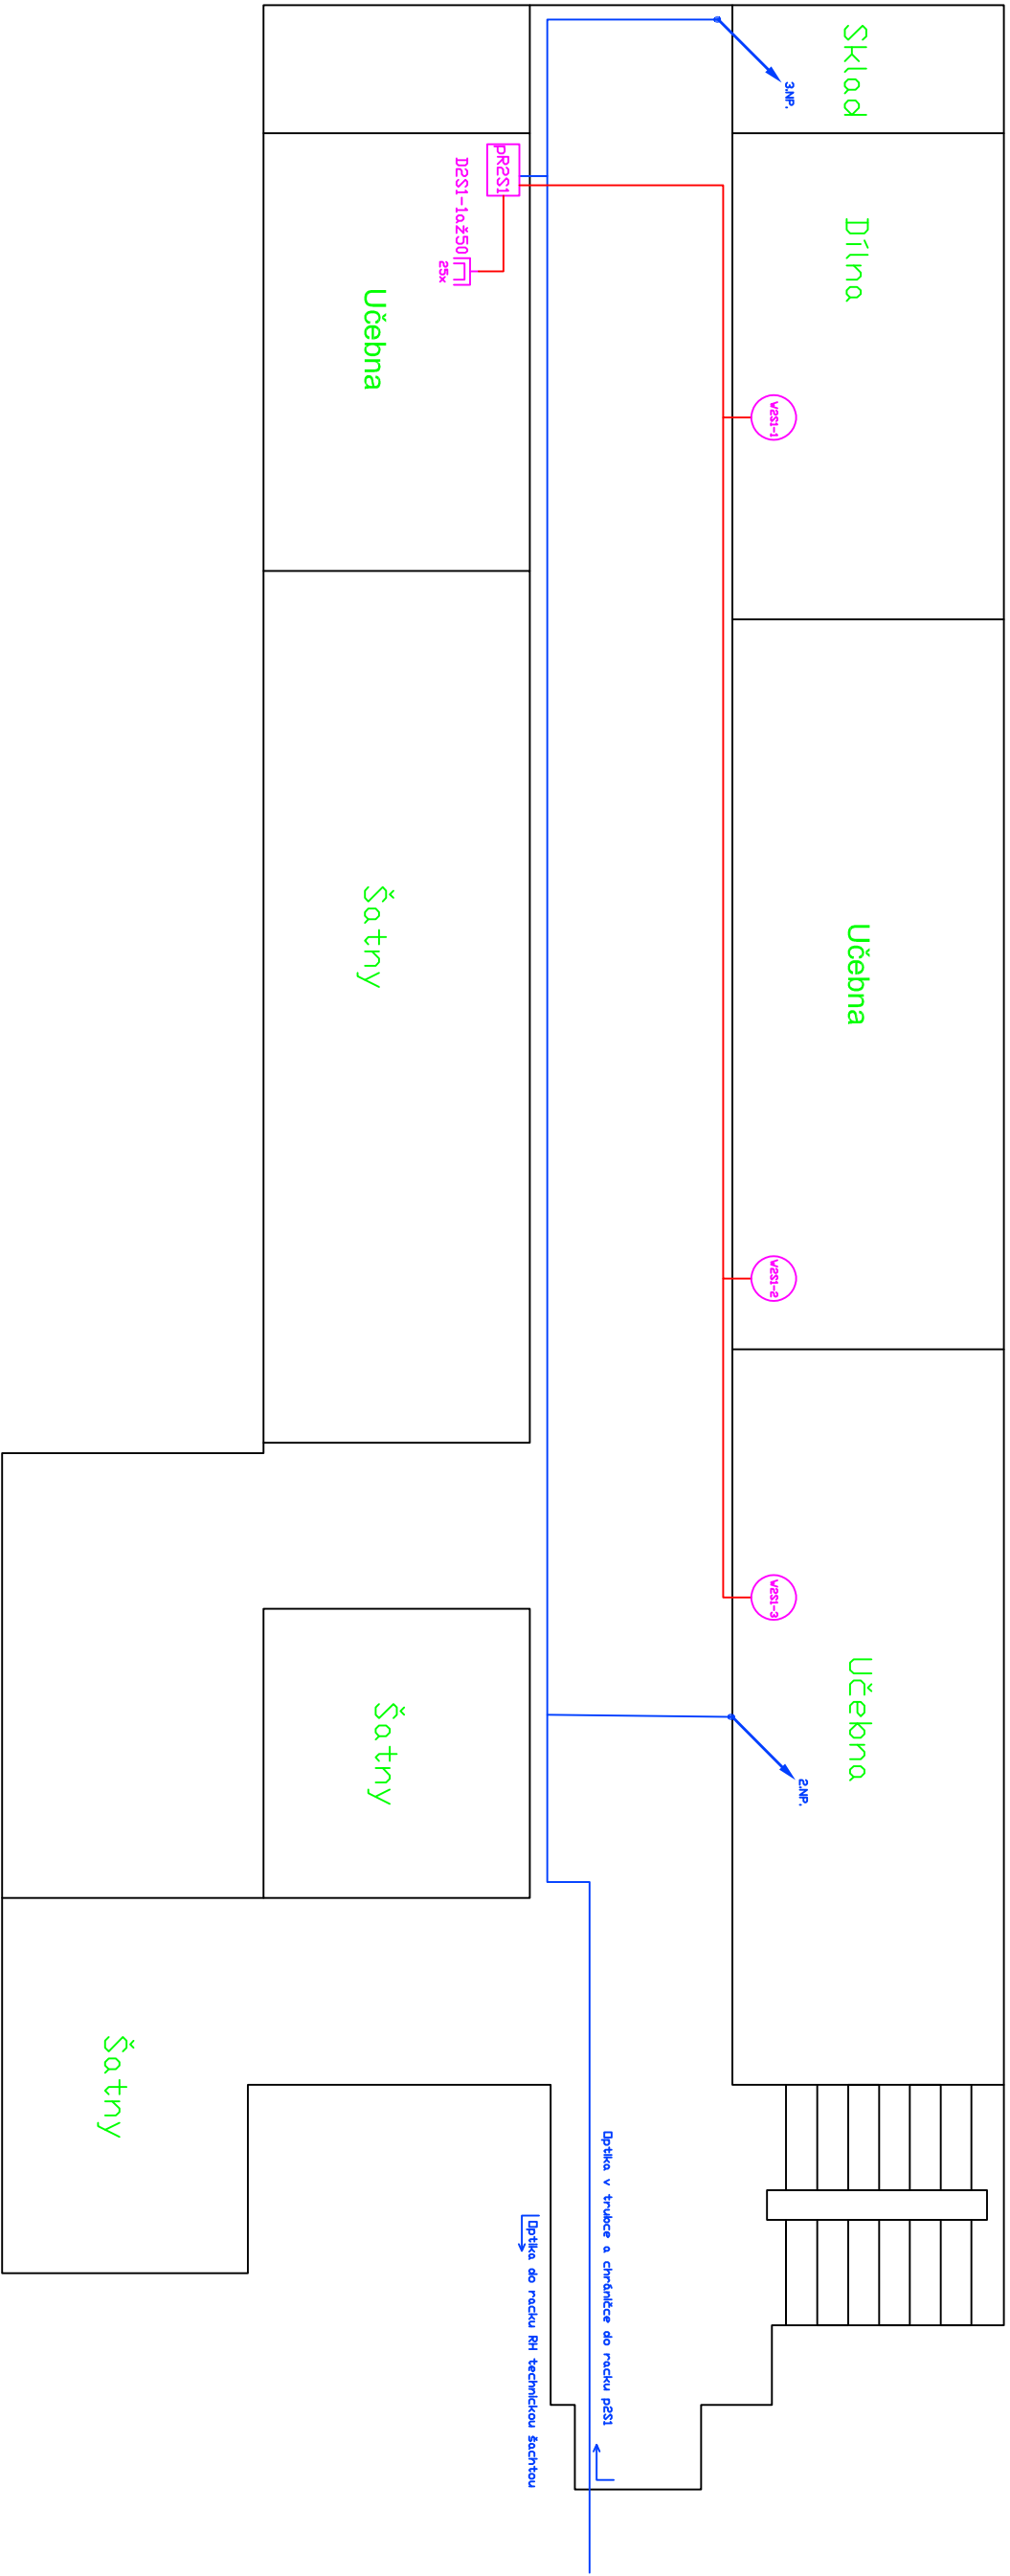 Sklad
3.NP.
Dílna
pR2S1
D2S1-1až50
25x
Učebna
V2S1-1
Šatny
Učebna
V2S1-2
V2S1-3
Učebna
Šatny
2.NP.
Šatny
Optika v trubce a chráničce do racku p2S1
Optika do racku RH technickou šachtou